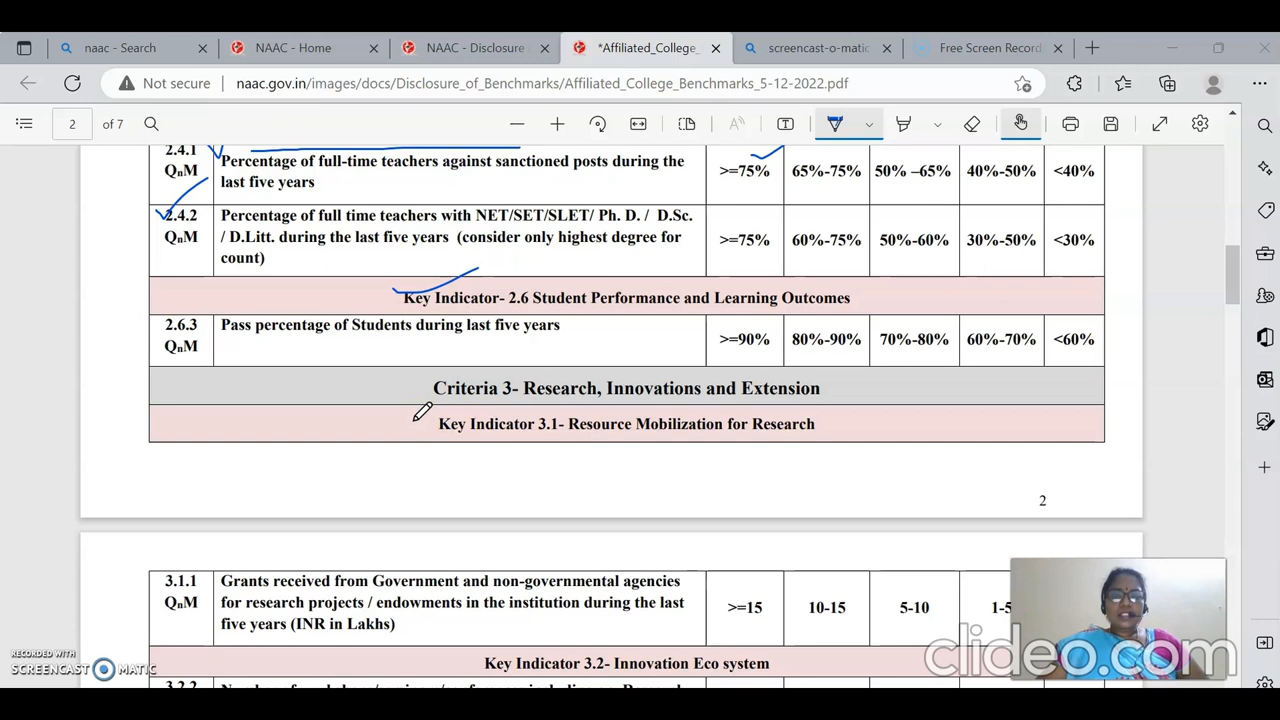 naac - Search
NAAC - Home
NAAC - Disclosure
*Affiliated_College_
screencast-o-matic
Free Screen Record
Not secure
naac.gov.in/images/docs/Disclosure_of_Benchmarks/Affiliated_College_Benchmarks_5-12-2022.pdf
2 of 7
2.4.1 QnM
Percentage of full-time teachers against sanctioned posts during the
last five years
>=75% 65%-75% 50% –65% 40%-50% <40%
2.4.2 QnM
Percentage of full time teachers with NET/SET/SLET/ Ph. D. / D.Sc.
/ D.Litt. during the last five years (consider only highest degree for
count)
>=75% 60%-75% 50%-60% 30%-50% <30%
Key Indicator- 2.6 Student Performance and Learning Outcomes
2.6.3 QnM
Pass percentage of Students during last five years
>=90% 80%-90% 70%-80% 60%-70% <60%
Criteria 3- Research, Innovations and Extension
Key Indicator 3.1- Resource Mobilization for Research
2
3.1.1 QnM
Grants received from Government and non-governmental agencies
for research projects / endowments in the institution during the last
five years (INR in Lakhs)
>=15 10-15 5-10 1-5
Key Indicator 3.2- Innovation Eco system
3.2.2
RECORDED WITH
SCREENCAST MATIC
clideo.com